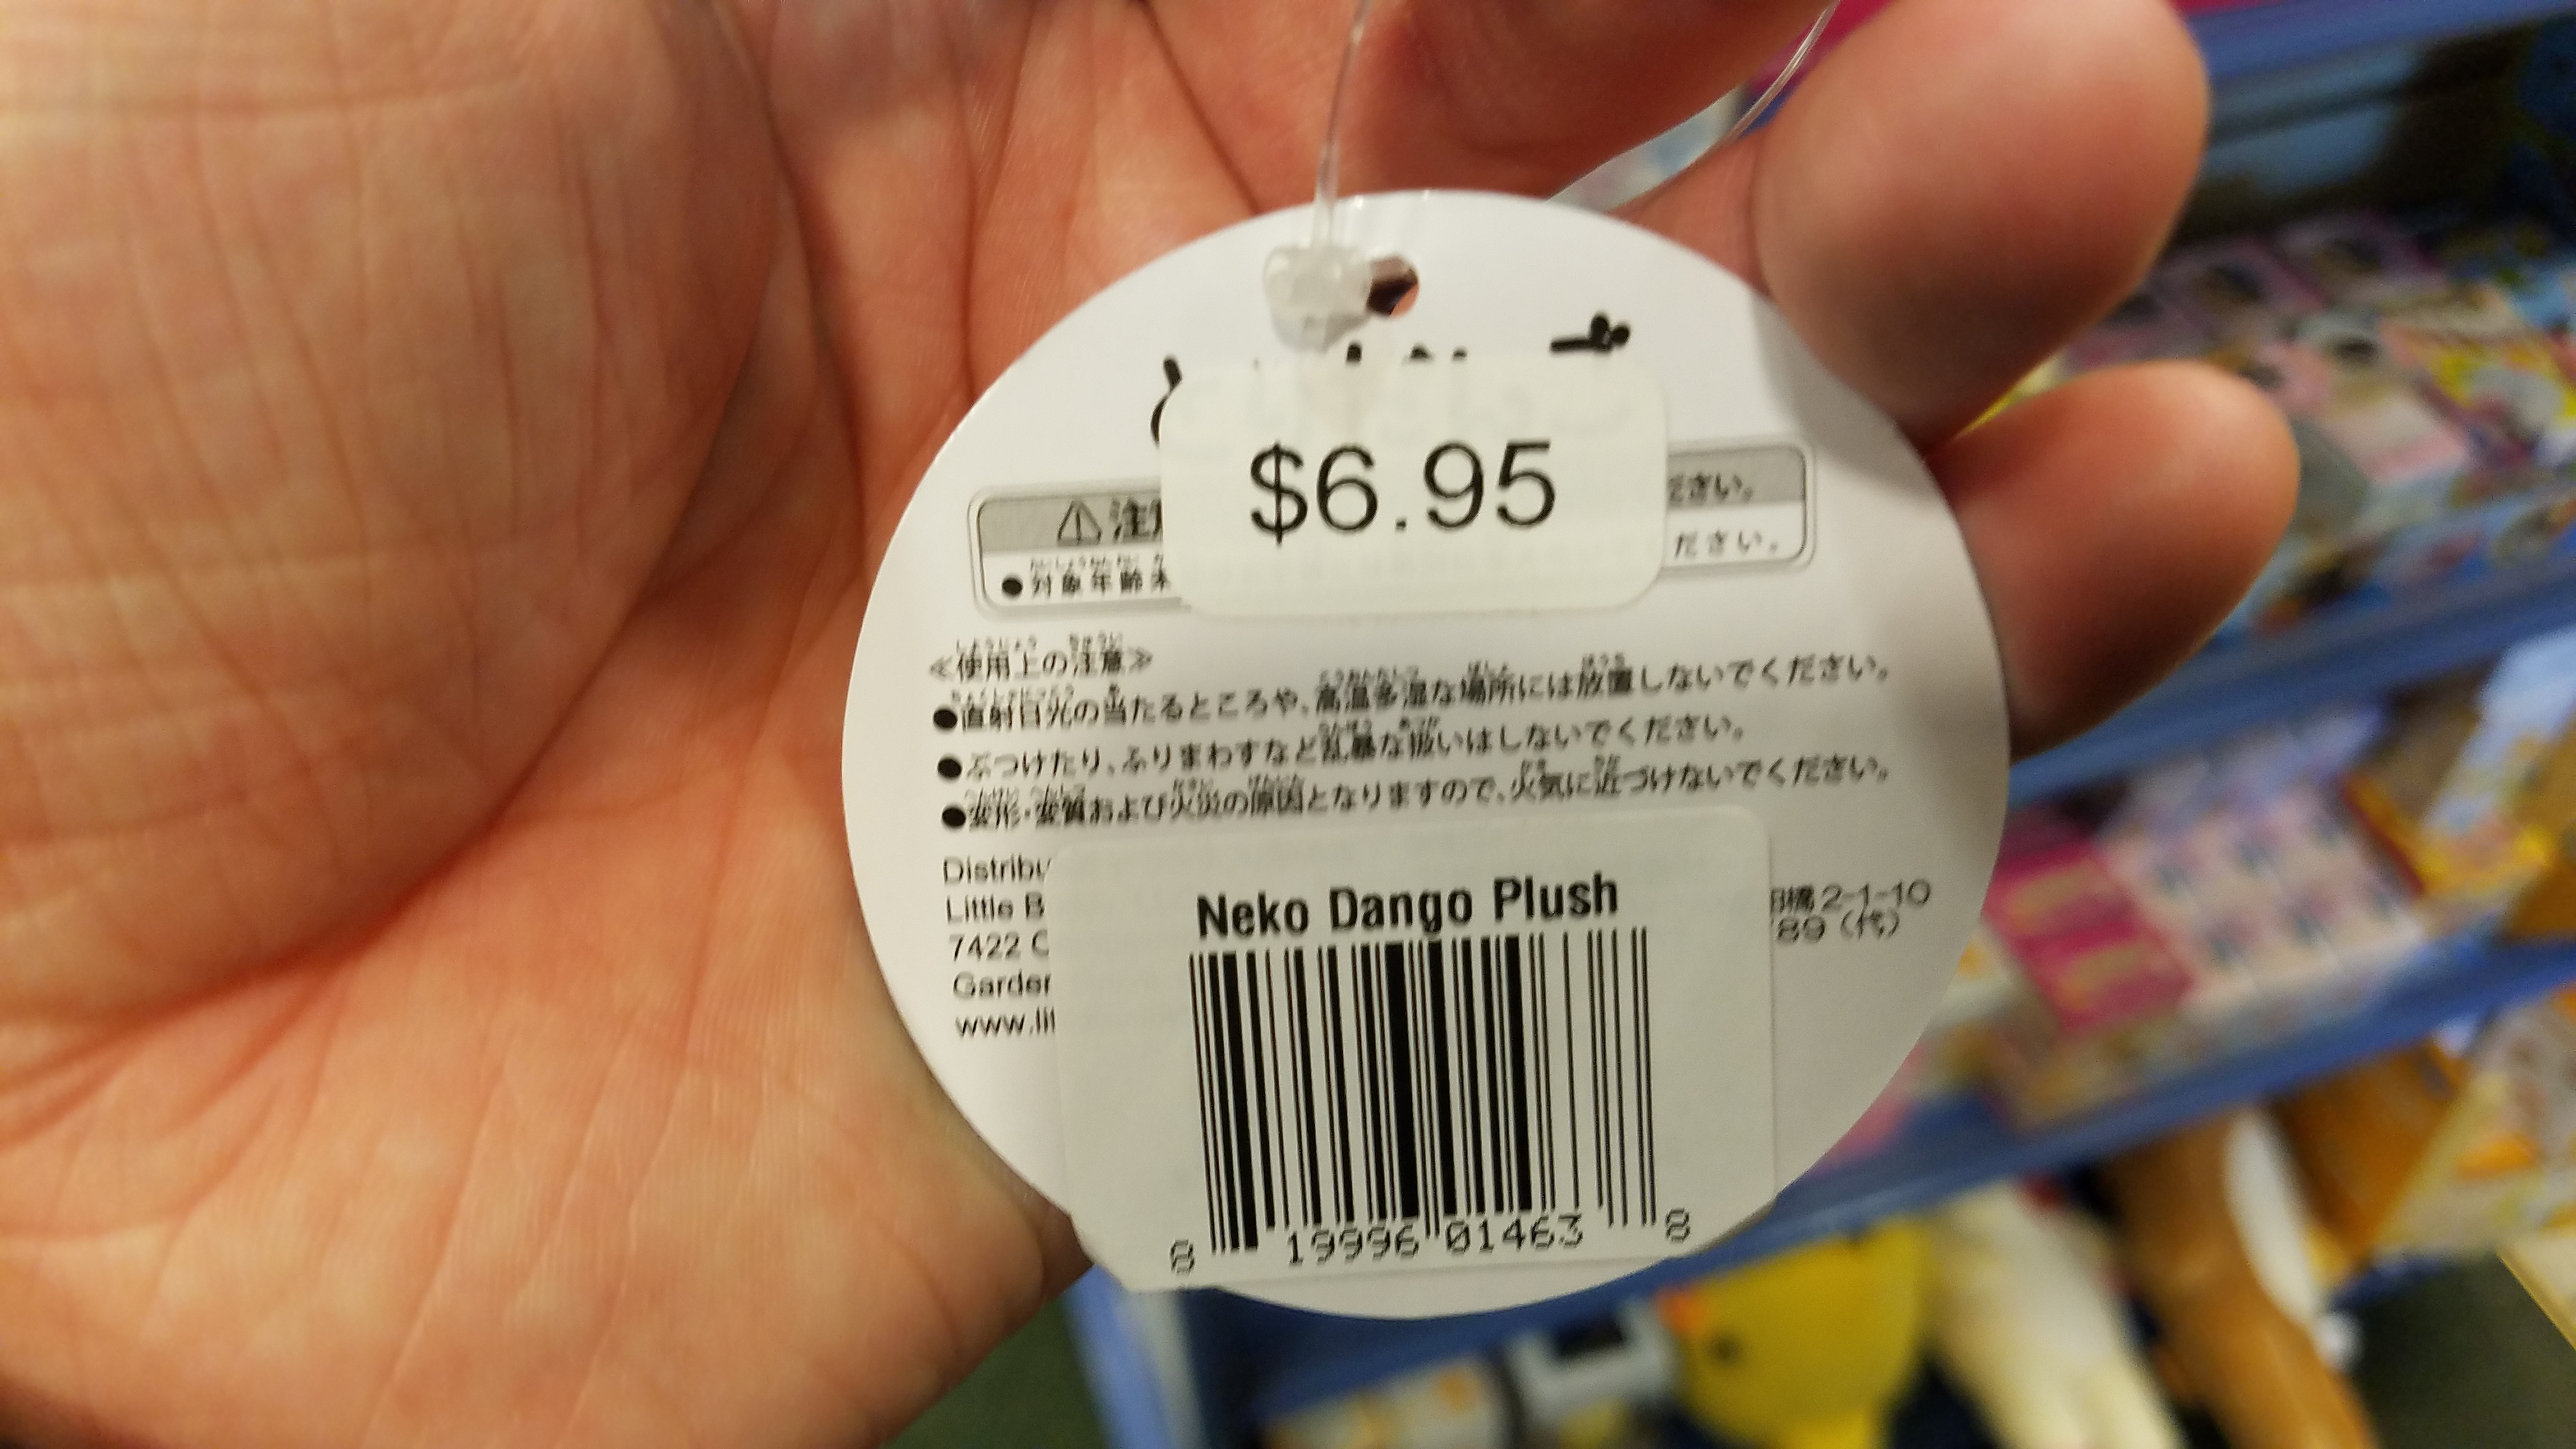 $6.95
⚠注
ださい。
●対象年齢
ださい。
≪使用上の注意≫
●直射日光の当たるところや、高温多湿な場所には放置しないでください。
●ぶつけたり、ふりまわすなど乱暴な扱いはしないでください。
●変形・変質および火災の原因となりますので、火気に近づけないでください。
Distribu
Little B
7422
Garden
www.lit
橋2-1-10
89（代）
Neko Dango Plush
8 19996 01463 8